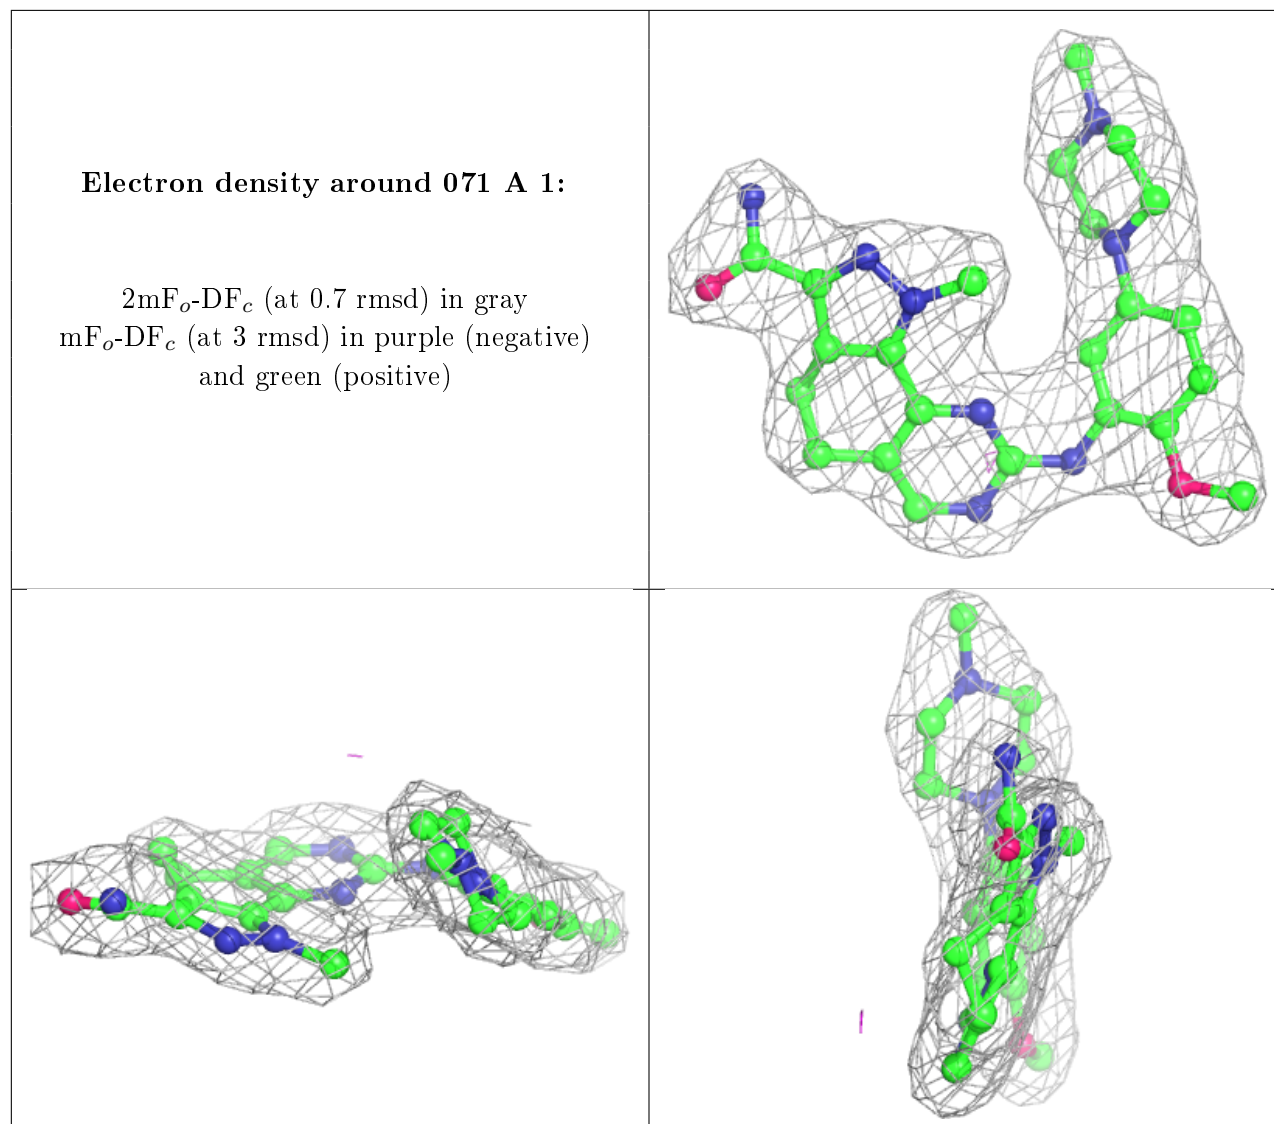 Electron density around 071 A 1:
2mFo-DFc (at 0.7 rmsd) in gray
mFo-DFc (at 3 rmsd) in purple (negative)
and green (positive)